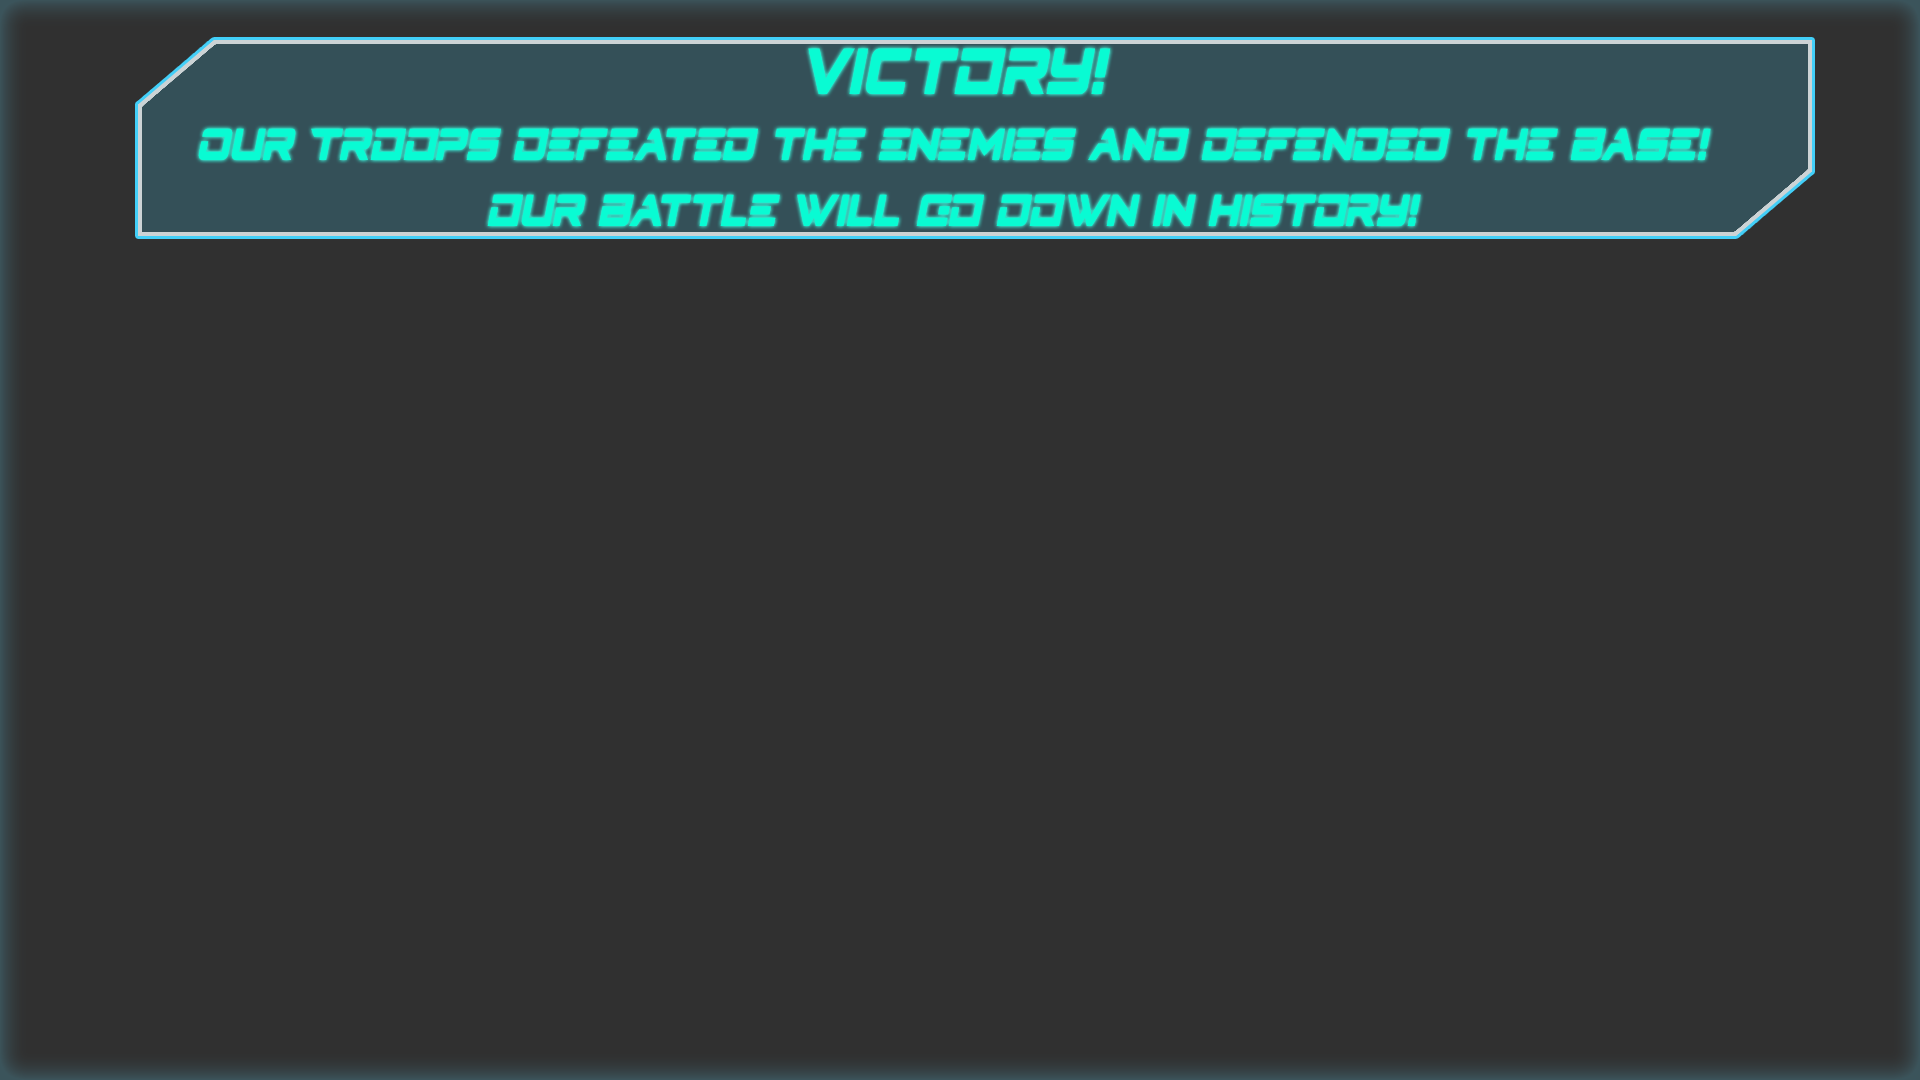 VICTORY!
OUR TROOPS DEFEATED THE ENEMIES AND DEFENDED THE BASE!
OUR BATTLE WILL GO DOWN IN HISTORY!